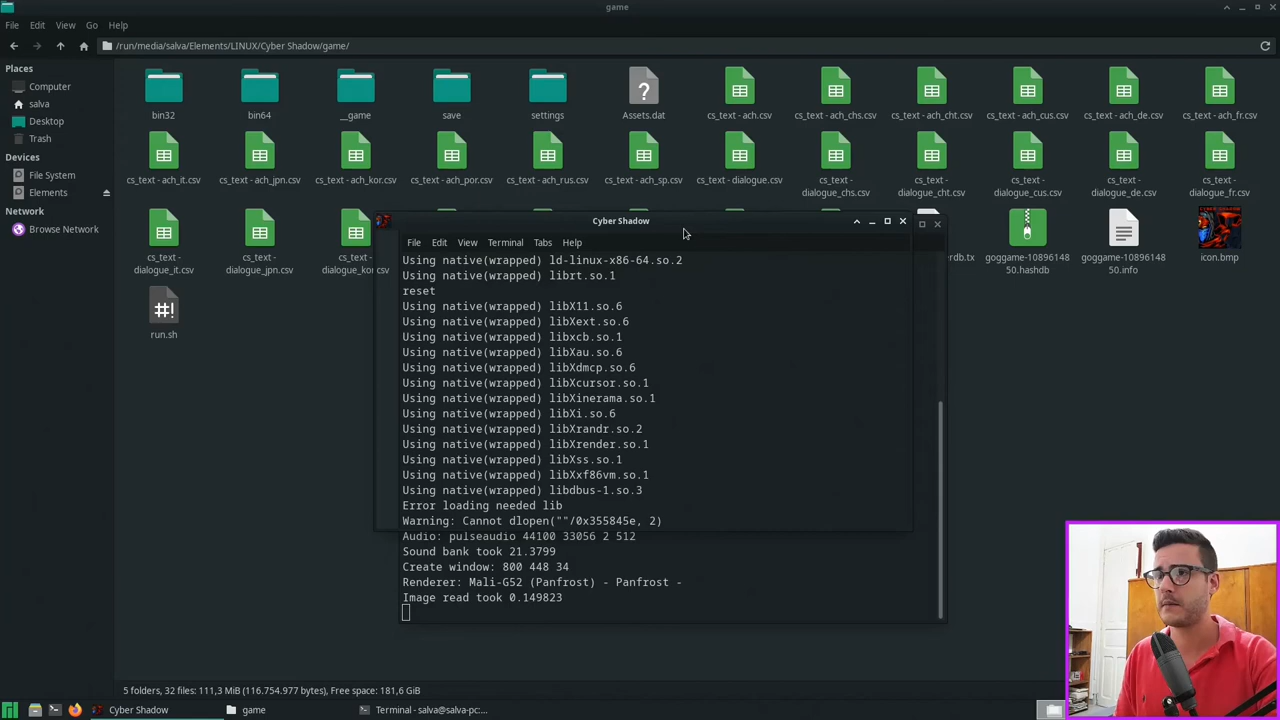 game
File Edit View Go Help
/run/media/salva/Elements/LINUX/Cyber Shadow/game/
Places
Computer
salva
Desktop
Trash
Devices
File System
Elements
Network
Browse Network
bin32
bin64
__game
save
settings
Assets.dat
cs_text - ach.csv
cs_text - ach_chs.csv
cs_text - ach_cht.csv
cs_text - ach_cus.csv
cs_text - ach_de.csv
cs_text - ach_fr.csv
cs_text - ach_it.csv
cs_text - ach_jpn.csv
cs_text - ach_kor.csv
cs_text - ach_por.csv
cs_text - ach_rus.csv
cs_text - ach_sp.csv
cs_text - dialogue.csv
cs_text -
dialogue_chs.csv
cs_text -
dialogue_cht.csv
cs_text -
dialogue_cus.csv
cs_text -
dialogue_de.csv
cs_text -
dialogue_fr.csv
cs_text -
dialogue_it.csv
cs_text -
dialogue_jpn.csv
cs_text -
goggame-10896148
50.hashdb
goggame-10896148
50.info
icon.bmp
#!
run.sh
Cyber Shadow
File Edit View Terminal Tabs Help
Using native(wrapped) ld-linux-x86-64.so.2
Using native(wrapped) librt.so.1
reset
Using native(wrapped) libX11.so.6
Using native(wrapped) libXext.so.6
Using native(wrapped) libxcb.so.1
Using native(wrapped) libXau.so.6
Using native(wrapped) libXdmcp.so.6
Using native(wrapped) libXcursor.so.1
Using native(wrapped) libXinerama.so.1
Using native(wrapped) libXi.so.6
Using native(wrapped) libXrandr.so.2
Using native(wrapped) libXrender.so.1
Using native(wrapped) libXss.so.1
Using native(wrapped) libXxf86vm.so.1
Using native(wrapped) libdbus-1.so.3
Error loading needed lib
Warning: Cannot dlopen(""/0x355845e, 2)
Audio: pulseaudio 44100 33056 2 512
Sound bank took 21.3799
Create window: 800 448 34
Renderer: Mali-G52 (Panfrost) - Panfrost -
Image read took 0.149823
5 folders, 32 files: 111,3 MiB (116.754.977 bytes), Free space: 181,6 GiB
Cyber Shadow
game
Terminal - salva@salva-pc:...